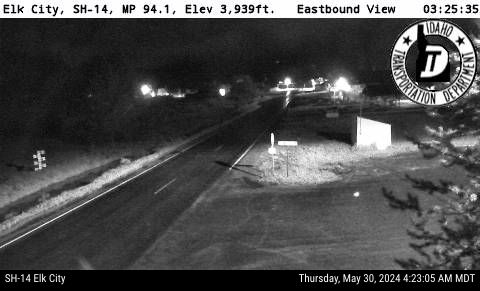 Elk City, SH-14, MP 94.1, Elev 3,939ft. Eastbound View 03:25:35
IDAHO
TRANSPORTATION DEPARTMENT
SH-14 Elk City Thursday, May 30, 2024 4:23:05 AM MDT